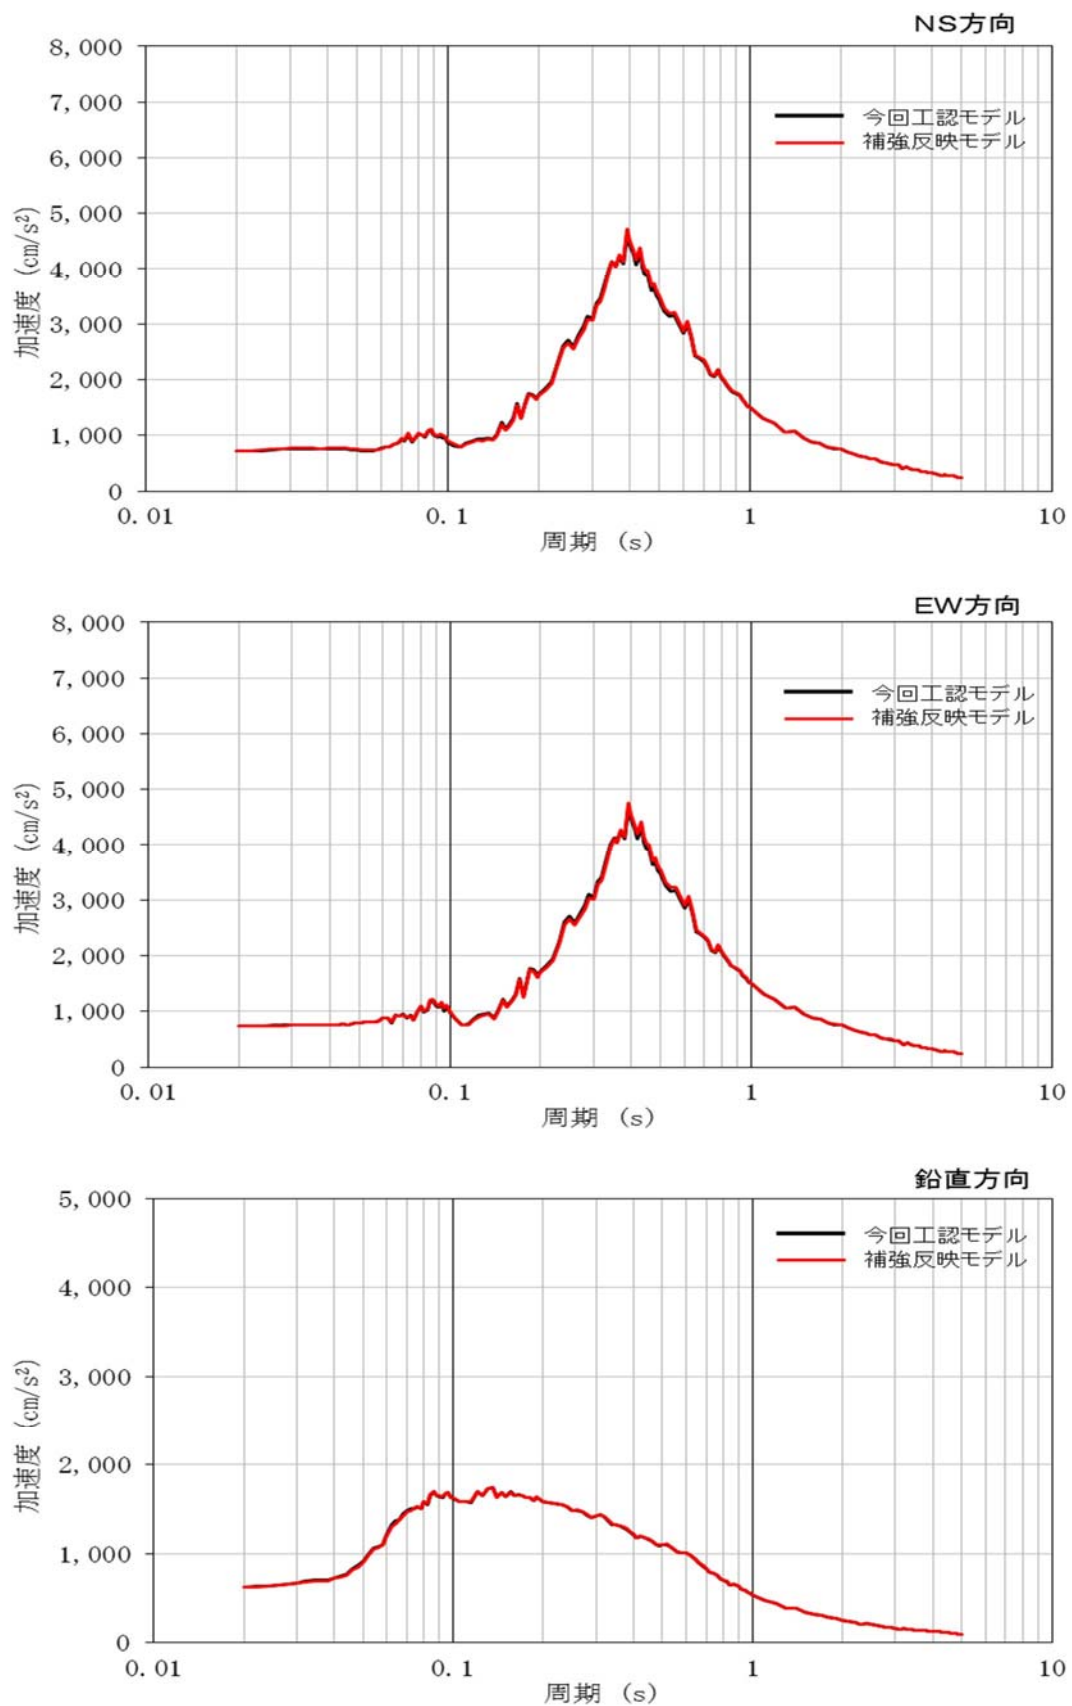 NS方向
8,000
7,000
6,000
5,000
4,000
3,000
2,000
1,000
0
加速度 (cm/s²)
今回工認モデル
補強反映モデル
0.01 0.1 1 10
周期 (s)
EW方向
8,000
7,000
6,000
5,000
4,000
3,000
2,000
1,000
0
加速度 (cm/s²)
今回工認モデル
補強反映モデル
0.01 0.1 1 10
周期 (s)
鉛直方向
5,000
4,000
3,000
2,000
1,000
0
加速度 (cm/s²)
今回工認モデル
補強反映モデル
0.01 0.1 1 10
周期 (s)